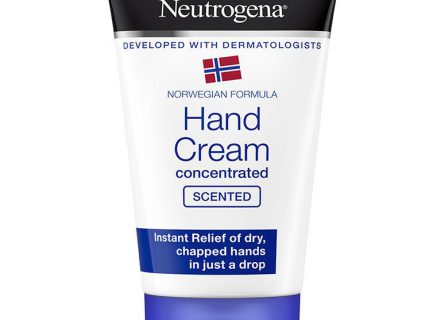 Neutrogena®
DEVELOPED WITH DERMATOLOGISTS
NORWEGIAN FORMULA
Hand
Cream
concentrated
SCENTED
Instant Relief of dry,
chapped hands
in just a drop